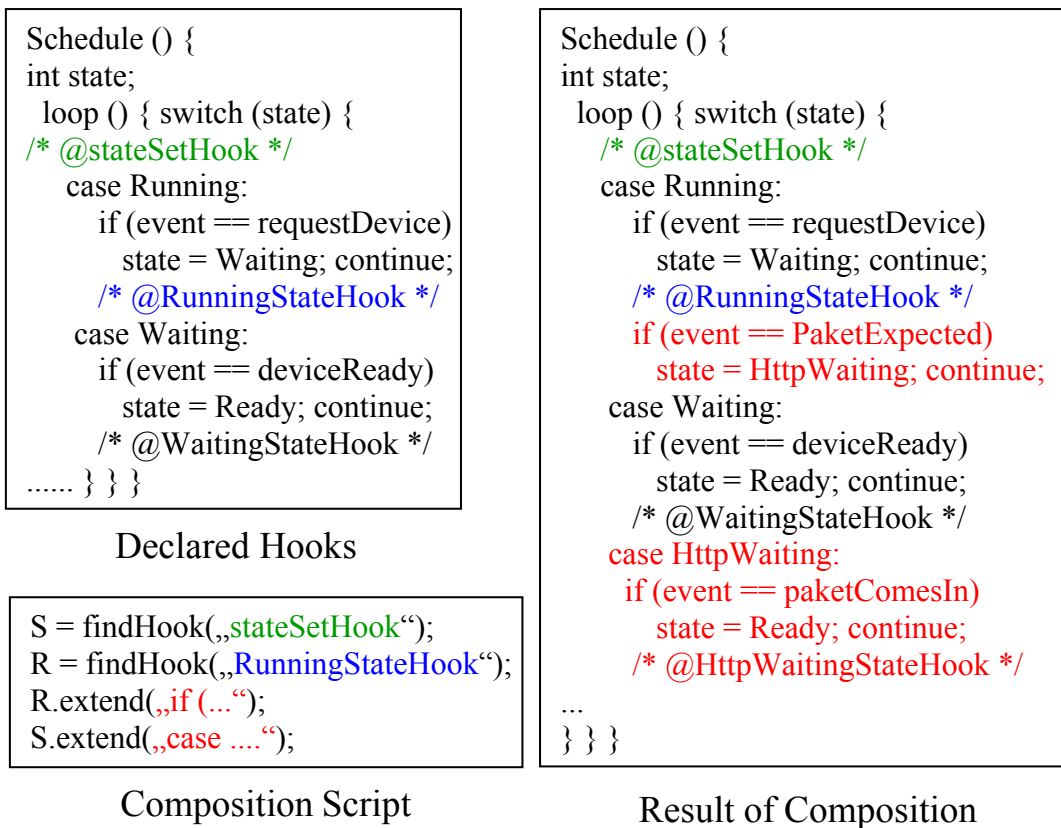 Schedule () {
int state;
loop () { switch (state) {
/* @stateSetHook */
case Running:
if (event == requestDevice)
state = Waiting; continue;
/* @RunningStateHook */
case Waiting:
if (event == deviceReady)
state = Ready; continue;
/* @WaitingStateHook */
...... } } }
Declared Hooks
S = findHook(„stateSetHook“);
R = findHook(„RunningStateHook“);
R.extend(„if (...“);
S.extend(„case ....“);
Composition Script
Schedule () {
int state;
loop () { switch (state) {
/* @stateSetHook */
case Running:
if (event == requestDevice)
state = Waiting; continue;
/* @RunningStateHook */
if (event == PaketExpected)
state = HttpWaiting; continue;
case Waiting:
if (event == deviceReady)
state = Ready; continue;
/* @WaitingStateHook */
case HttpWaiting:
if (event == paketComesIn)
state = Ready; continue;
/* @HttpWaitingStateHook */
...
} } }
Result of Composition